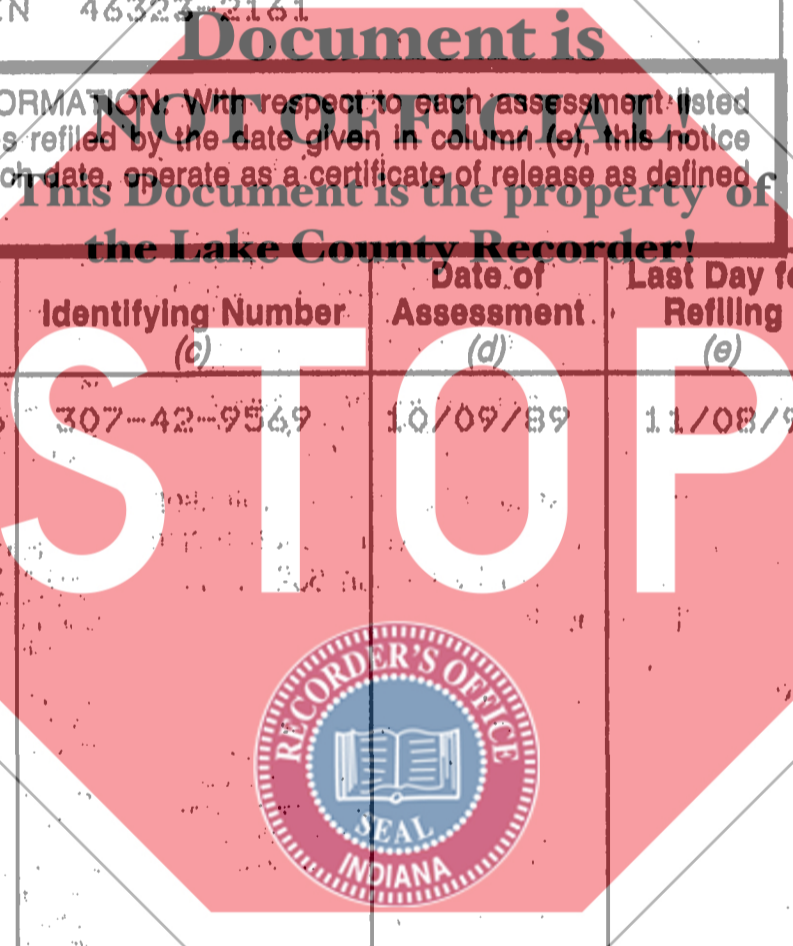 IN 46323-2161
Document is
ORMATION: With respect to each assessment listed
NOT OFFICIAL!
s refiled by the date given in column (e), this notice
ch date, operate as a certificate of release as defined
This Document is the property of
the Lake County Recorder!
Identifying Number
(c)
Date of
Assessment
(d)
Last Day fo
Refiling
(e)
307-42-9569 10/09/89 11/08/9
STOP
RECORDER'S OFFICE
SEAL
INDIANA